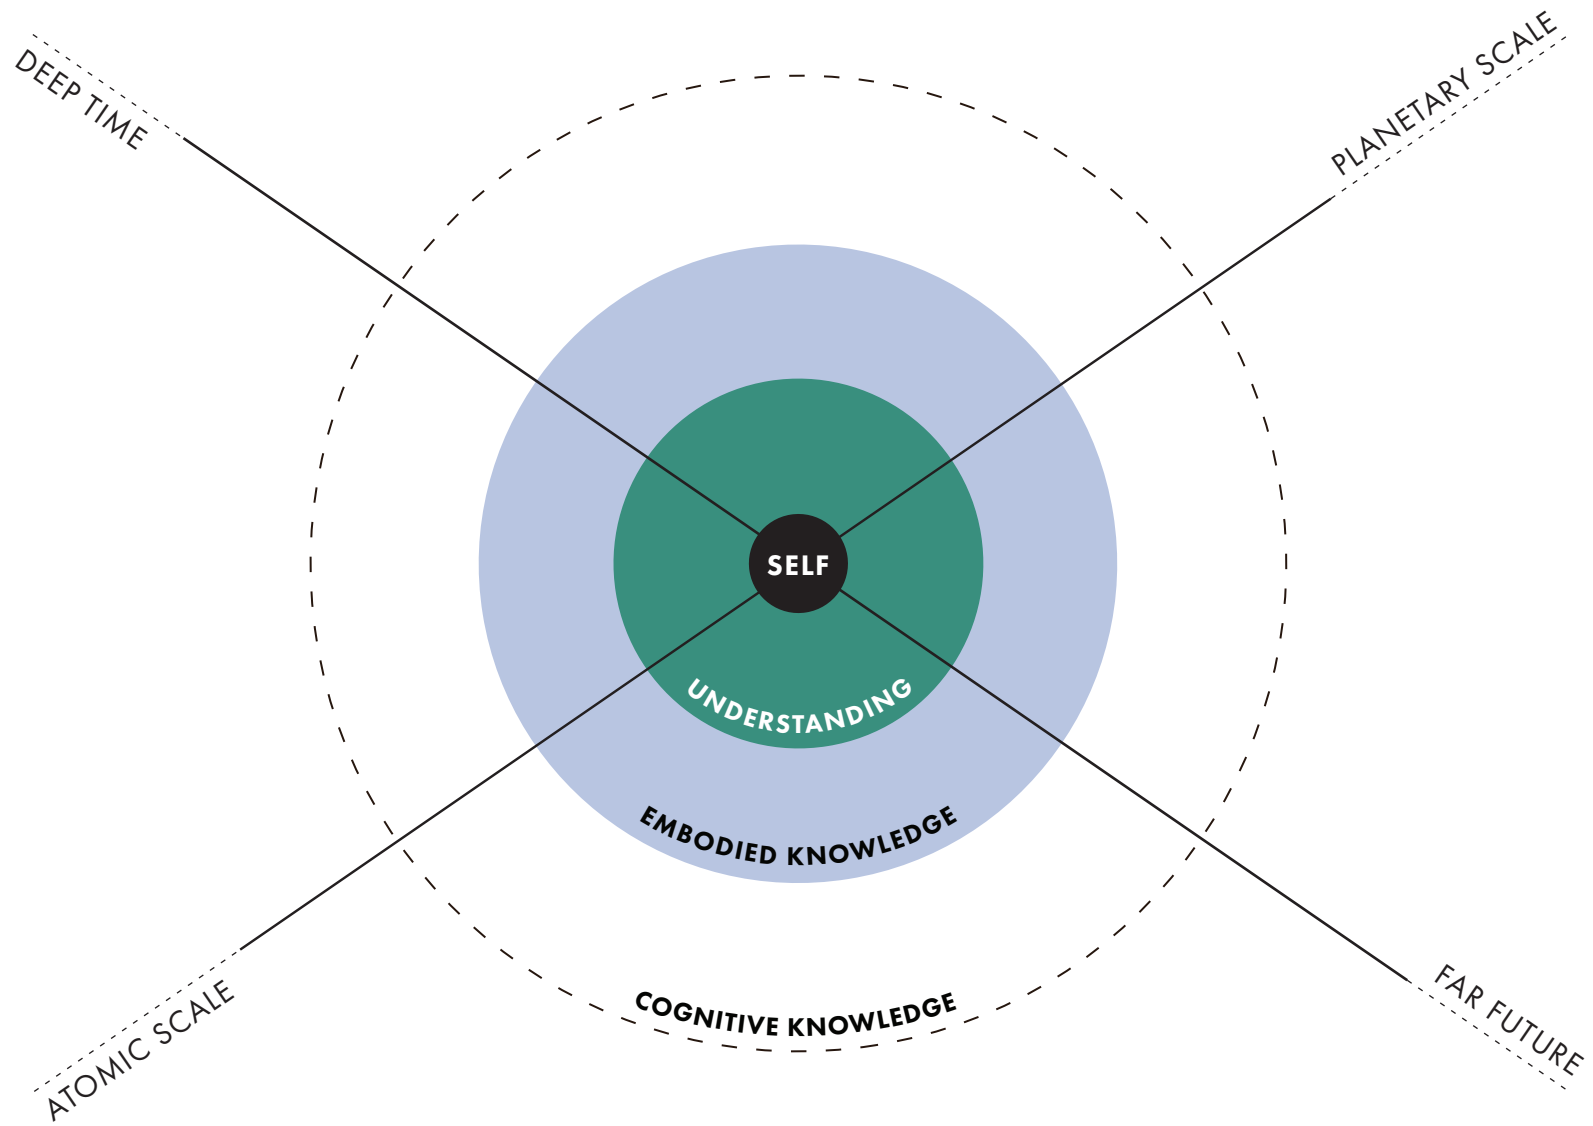 DEEP TIME
PLANETARY SCALE
SELF
UNDERSTANDING
EMBODIED KNOWLEDGE
COGNITIVE KNOWLEDGE
ATOMIC SCALE
FAR FUTURE